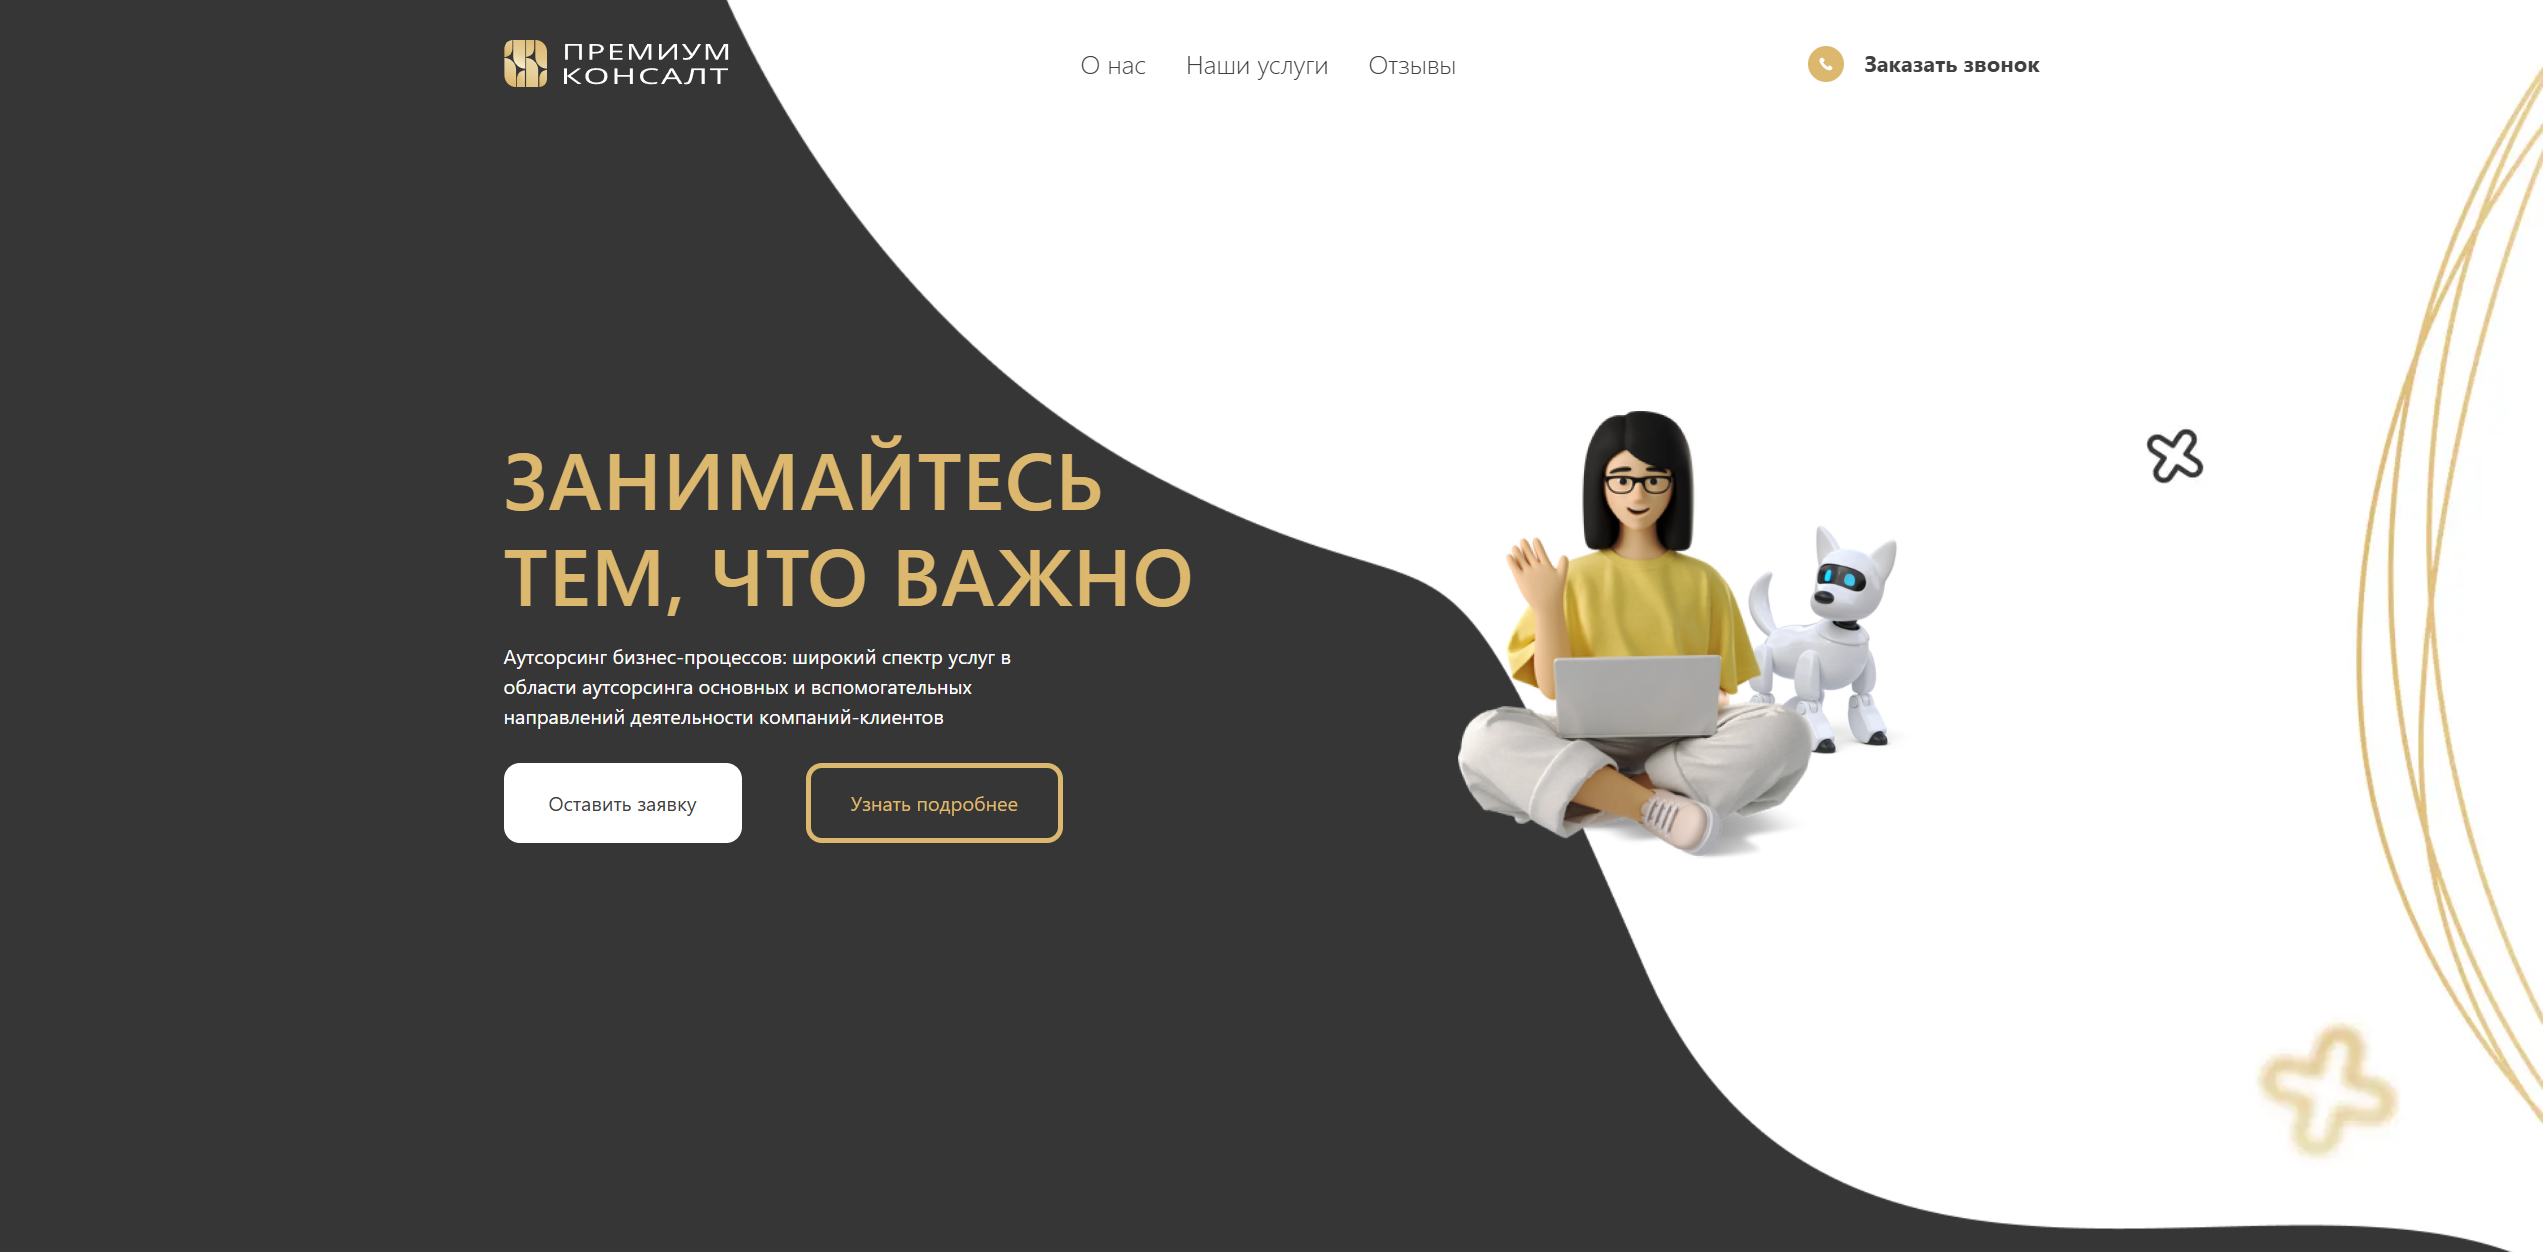 ПРЕМИУМ
КОНСАЛТ
О нас
Наши услуги
Отзывы
Заказать звонок
ЗАНИМАЙТЕСЬ
ТЕМ, ЧТО ВАЖНО
Аутсорсинг бизнес-процессов: широкий спектр услуг в
области аутсорсинга основных и вспомогательных
направлений деятельности компаний-клиентов
Оставить заявку
Узнать подробнее